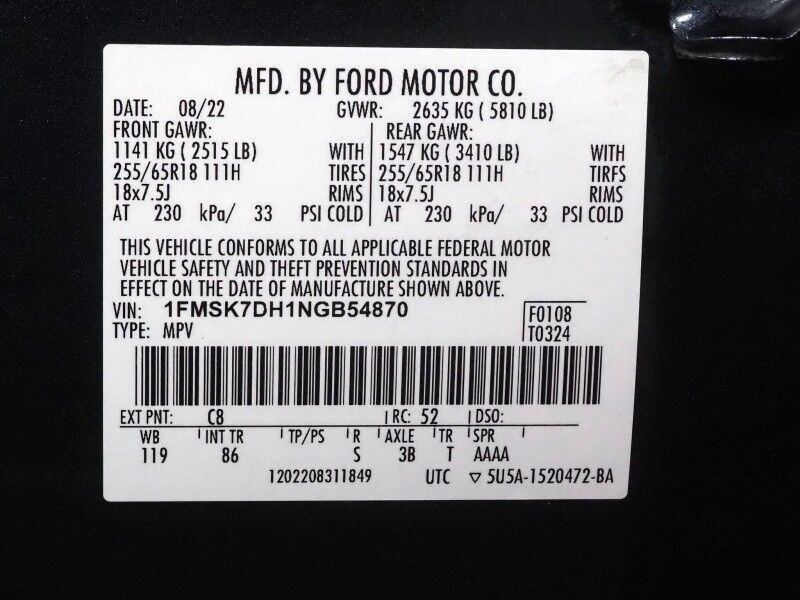 MFD. BY FORD MOTOR CO.
DATE: 08/22 GVWR: 2635 KG ( 5810 LB)
FRONT GAWR: REAR GAWR:
1141 KG ( 2515 LB) WITH 1547 KG ( 3410 LB) WITH
255/65R18 111H TIRES 255/65R18 111H TIRES
18x7.5J RIMS 18x7.5J RIMS
AT 230 kPa/ 33 PSI COLD AT 230 kPa/ 33 PSI COLD
THIS VEHICLE CONFORMS TO ALL APPLICABLE FEDERAL MOTOR
VEHICLE SAFETY AND THEFT PREVENTION STANDARDS IN
EFFECT ON THE DATE OF MANUFACTURE SHOWN ABOVE.
VIN: 1FMSK7DH1NGB54870 F0108
TYPE: MPV T0324
EXT PNT: C8 RC: 52 DSO:
WB INT TR TP/PS R AXLE TR SPR
119 86 S 3B T AAAA
1202208311849 UTC ▽ 5U5A-1520472-BA